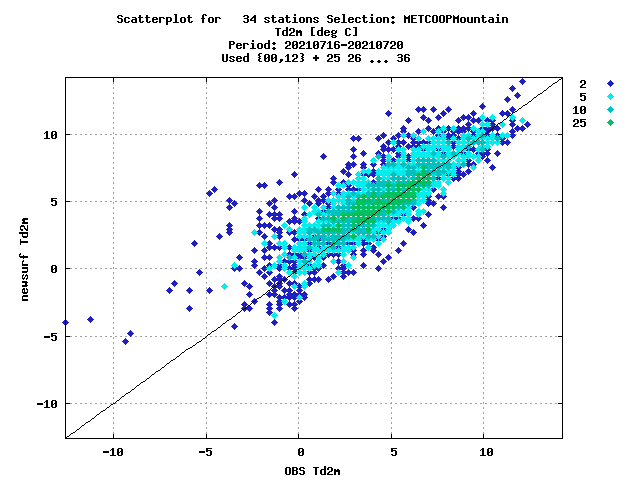 Scatterplot for   34 stations Selection: METCOOPMountain
Td2m [deg C]
Period: 20210716-20210720
Used {00,12} + 25 26 ... 36
2
5
10
25
10
5
0
-5
-10
newsurf Td2m
-10 -5 0 5 10
OBS Td2m